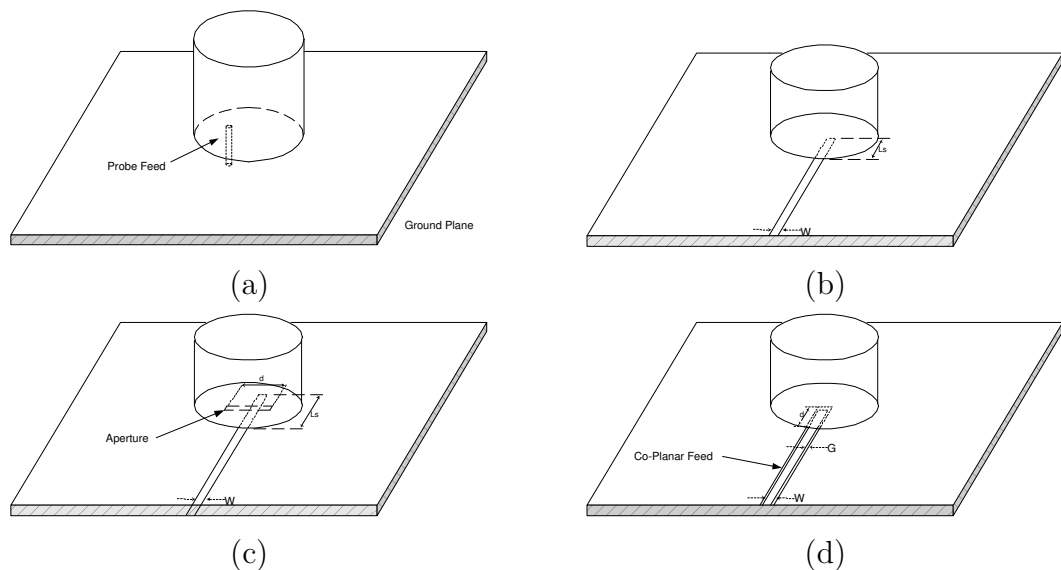 Probe Feed
Ground Plane
(a)
Ls
W
(b)
d
Ls
Aperture
W
(c)
d
G
Co-Planar Feed
W
(d)